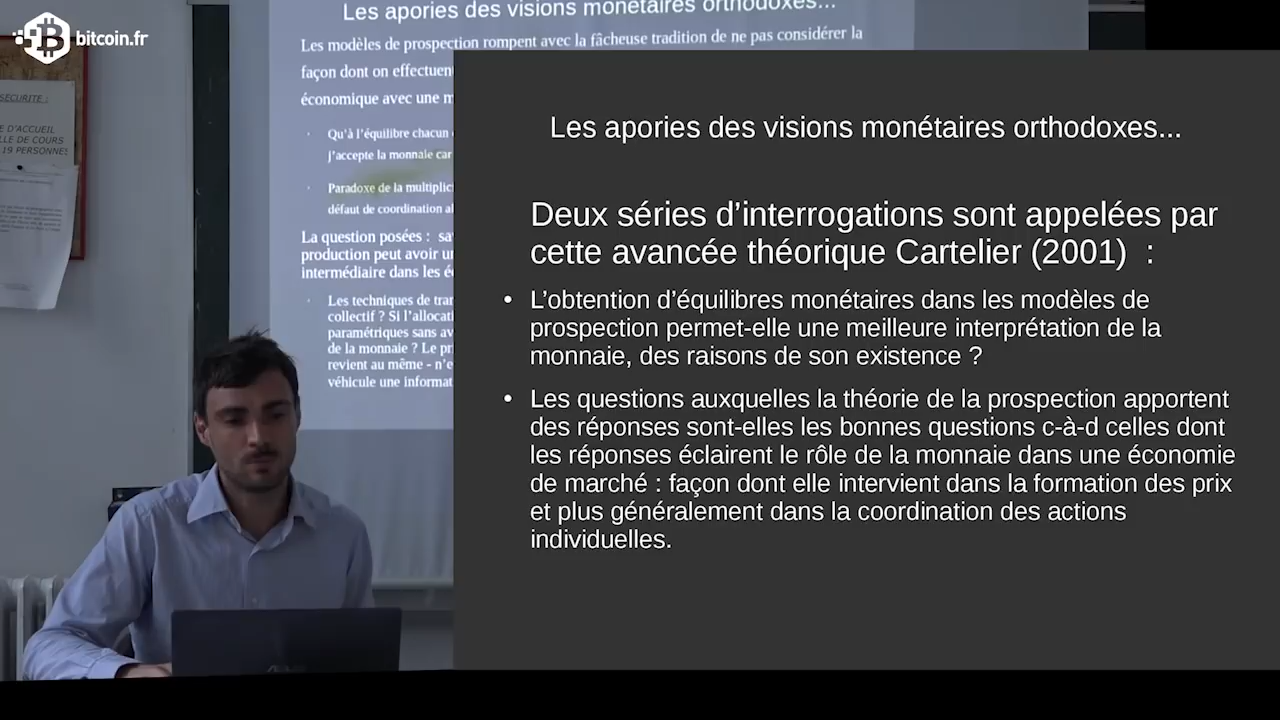 bitcoin.fr
SECURITE :
E D'ACCUEIL
LLE DE COURS
19 PERSONNES
Les apories des visions monétaires orthodoxes...
Les modèles de prospection rompent avec la fâcheuse tradition de ne pas considérer la
façon dont on effectuen
économique avec une m
Qu'à l'équilibre chacun
j'accepte la monnaie car
Paradoxe de la multiplic
défaut de coordination al
La question posées : sa
production peut avoir un
intermédiaire dans les é
Les techniques de tran
collectif ? Si l'allocati
paramétriques sans av
de la monnaie ? Le pr
revient au même - n'e
véhicule une informat
Les apories des visions monétaires orthodoxes...
Deux séries d'interrogations sont appelées par
cette avancée théorique Cartelier (2001) :
• L'obtention d'équilibres monétaires dans les modèles de
prospection permet-elle une meilleure interprétation de la
monnaie, des raisons de son existence ?
• Les questions auxquelles la théorie de la prospection apportent
des réponses sont-elles les bonnes questions c-à-d celles dont
les réponses éclairent le rôle de la monnaie dans une économie
de marché : façon dont elle intervient dans la formation des prix
et plus généralement dans la coordination des actions
individuelles.